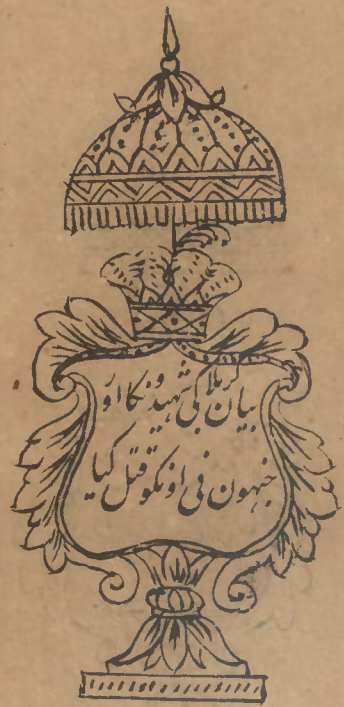 بیان کربلا کی شہیدونکا اور
جنہون نی اونکو قتل کیا